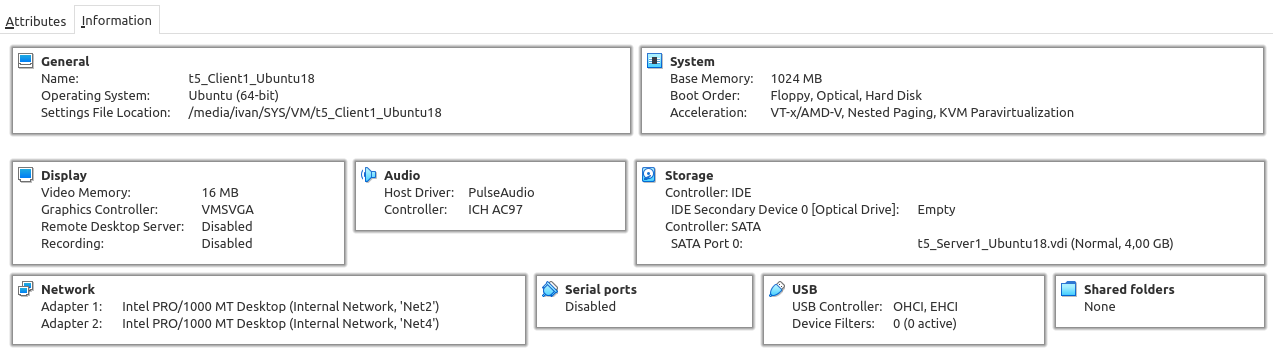 Attributes Information
General
Name: t5_Client1_Ubuntu18
Operating System: Ubuntu (64-bit)
Settings File Location: /media/ivan/SYS/VM/t5_Client1_Ubuntu18
System
Base Memory: 1024 MB
Boot Order: Floppy, Optical, Hard Disk
Acceleration: VT-x/AMD-V, Nested Paging, KVM Paravirtualization
Display
Video Memory: 16 MB
Graphics Controller: VMSVGA
Remote Desktop Server: Disabled
Recording: Disabled
Audio
Host Driver: PulseAudio
Controller: ICH AC97
Storage
Controller: IDE
IDE Secondary Device 0 [Optical Drive]: Empty
Controller: SATA
SATA Port 0: t5_Server1_Ubuntu18.vdi (Normal, 4,00 GB)
Network
Adapter 1: Intel PRO/1000 MT Desktop (Internal Network, 'Net2')
Adapter 2: Intel PRO/1000 MT Desktop (Internal Network, 'Net4')
Serial ports
Disabled
USB
USB Controller: OHCI, EHCI
Device Filters: 0 (0 active)
Shared folders
None